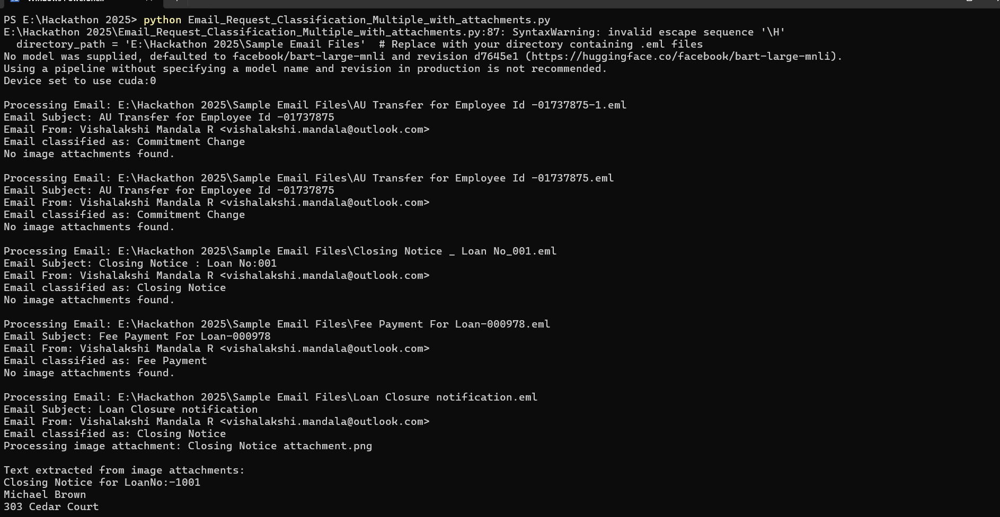 Windows PowerShell
PS E:\Hackathon 2025> python Email_Request_Classification_Multiple_with_attachments.py
E:\Hackathon 2025\Email_Request_Classification_Multiple_with_attachments.py:87: SyntaxWarning: invalid escape sequence '\H'
  directory_path = 'E:\Hackathon 2025\Sample Email Files'  # Replace with your directory containing .eml files
No model was supplied, defaulted to facebook/bart-large-mnli and revision d7645e1 (https://huggingface.co/facebook/bart-large-mnli).
Using a pipeline without specifying a model name and revision in production is not recommended.
Device set to use cuda:0

Processing Email: E:\Hackathon 2025\Sample Email Files\AU Transfer for Employee Id -01737875-1.eml
Email Subject: AU Transfer for Employee Id -01737875
Email From: Vishalakshi Mandala R <vishalakshi.mandala@outlook.com>
Email classified as: Commitment Change
No image attachments found.

Processing Email: E:\Hackathon 2025\Sample Email Files\AU Transfer for Employee Id -01737875.eml
Email Subject: AU Transfer for Employee Id -01737875
Email From: Vishalakshi Mandala R <vishalakshi.mandala@outlook.com>
Email classified as: Commitment Change
No image attachments found.

Processing Email: E:\Hackathon 2025\Sample Email Files\Closing Notice _ Loan No_001.eml
Email Subject: Closing Notice : Loan No:001
Email From: Vishalakshi Mandala R <vishalakshi.mandala@outlook.com>
Email classified as: Closing Notice
No image attachments found.

Processing Email: E:\Hackathon 2025\Sample Email Files\Fee Payment For Loan-000978.eml
Email Subject: Fee Payment For Loan-000978
Email From: Vishalakshi Mandala R <vishalakshi.mandala@outlook.com>
Email classified as: Fee Payment
No image attachments found.

Processing Email: E:\Hackathon 2025\Sample Email Files\Loan Closure notification.eml
Email Subject: Loan Closure notification
Email From: Vishalakshi Mandala R <vishalakshi.mandala@outlook.com>
Email classified as: Closing Notice
Processing image attachment: Closing Notice attachment.png

Text extracted from image attachments:
Closing Notice for LoanNo:-1001
Michael Brown
303 Cedar Court